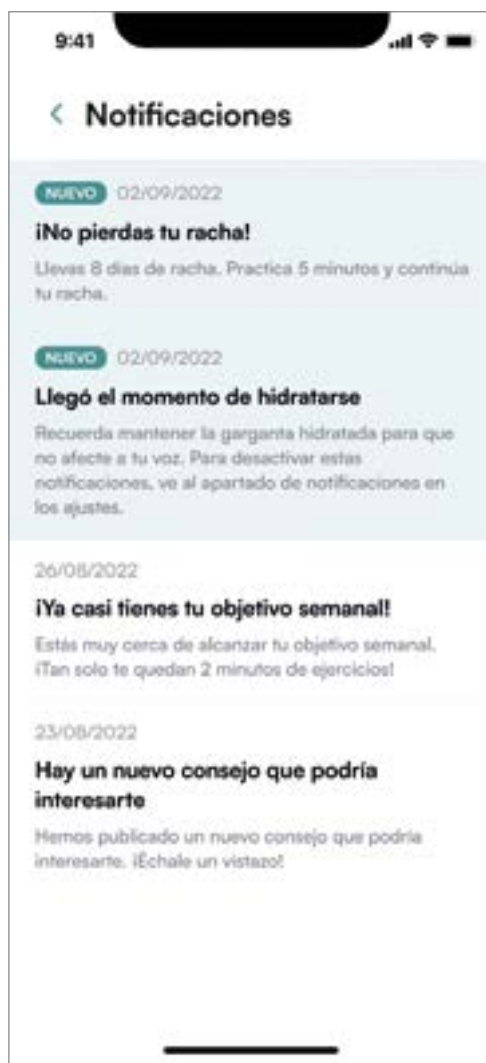 9:41
Notificaciones
NUEVO 02/09/2022
¡No pierdas tu racha!
Llevas 8 días de racha. Practica 5 minutos y continúa
tu racha.
NUEVO 02/09/2022
Llegó el momento de hidratarse
Recuerda mantener la garganta hidratada para que
no afecte a tu voz. Para desactivar estas
notificaciones, ve al apartado de notificaciones en
los ajustes.
26/08/2022
¡Ya casi tienes tu objetivo semanal!
Estás muy cerca de alcanzar tu objetivo semanal.
¡Tan solo te quedan 2 minutos de ejercicios!
23/08/2022
Hay un nuevo consejo que podría
interesarte
Hemos publicado un nuevo consejo que podría
interesarte. ¡Échale un vistazo!